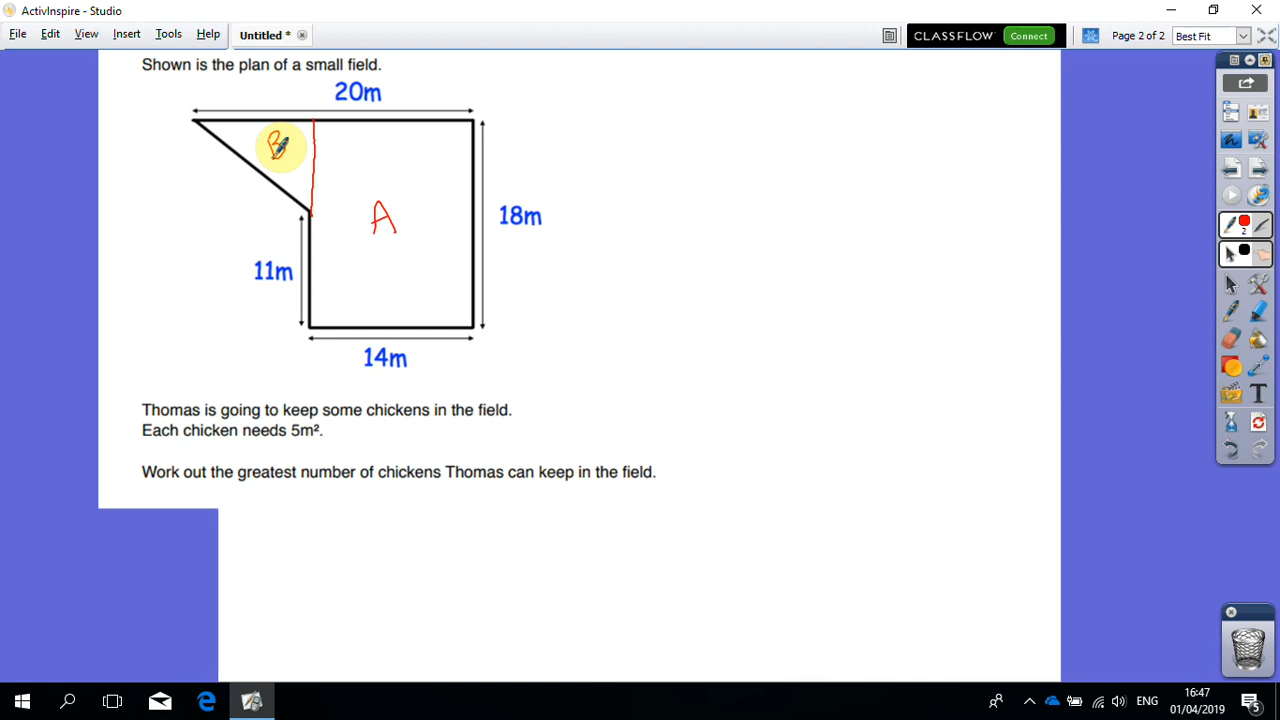 ActivInspire - Studio
File Edit View Insert Tools Help Untitled * CLASSFLOW Connect Page 2 of 2 Best Fit
Shown is the plan of a small field.
20m
B
A
18m
11m
14m
Thomas is going to keep some chickens in the field.
Each chicken needs 5m².
Work out the greatest number of chickens Thomas can keep in the field.
2
T
ENG
16:47
01/04/2019
5